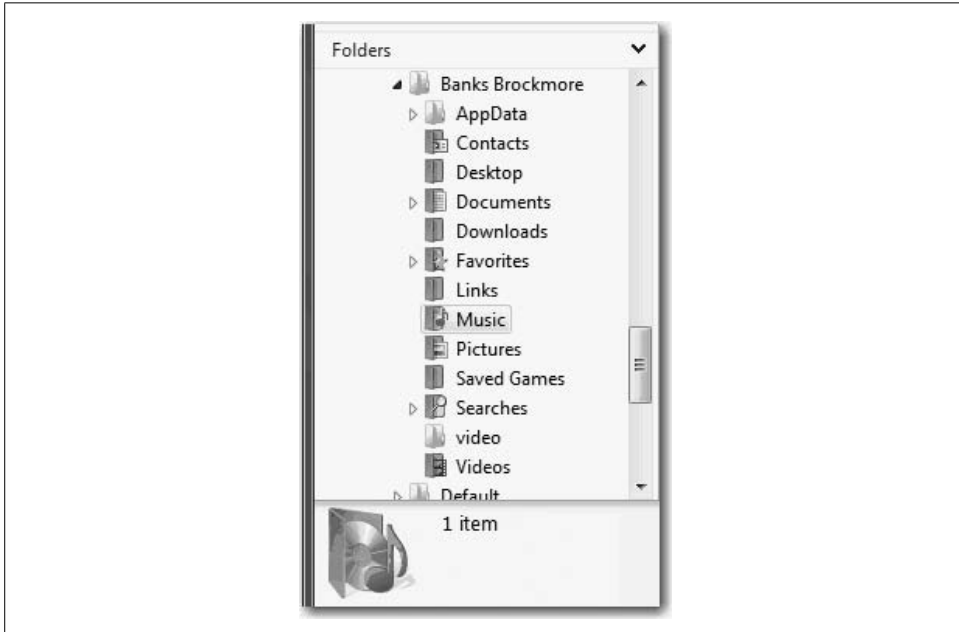 Folders
Banks Brockmore
AppData
Contacts
Desktop
Documents
Downloads
Favorites
Links
Music
Pictures
Saved Games
Searches
video
Videos
Default
1 item